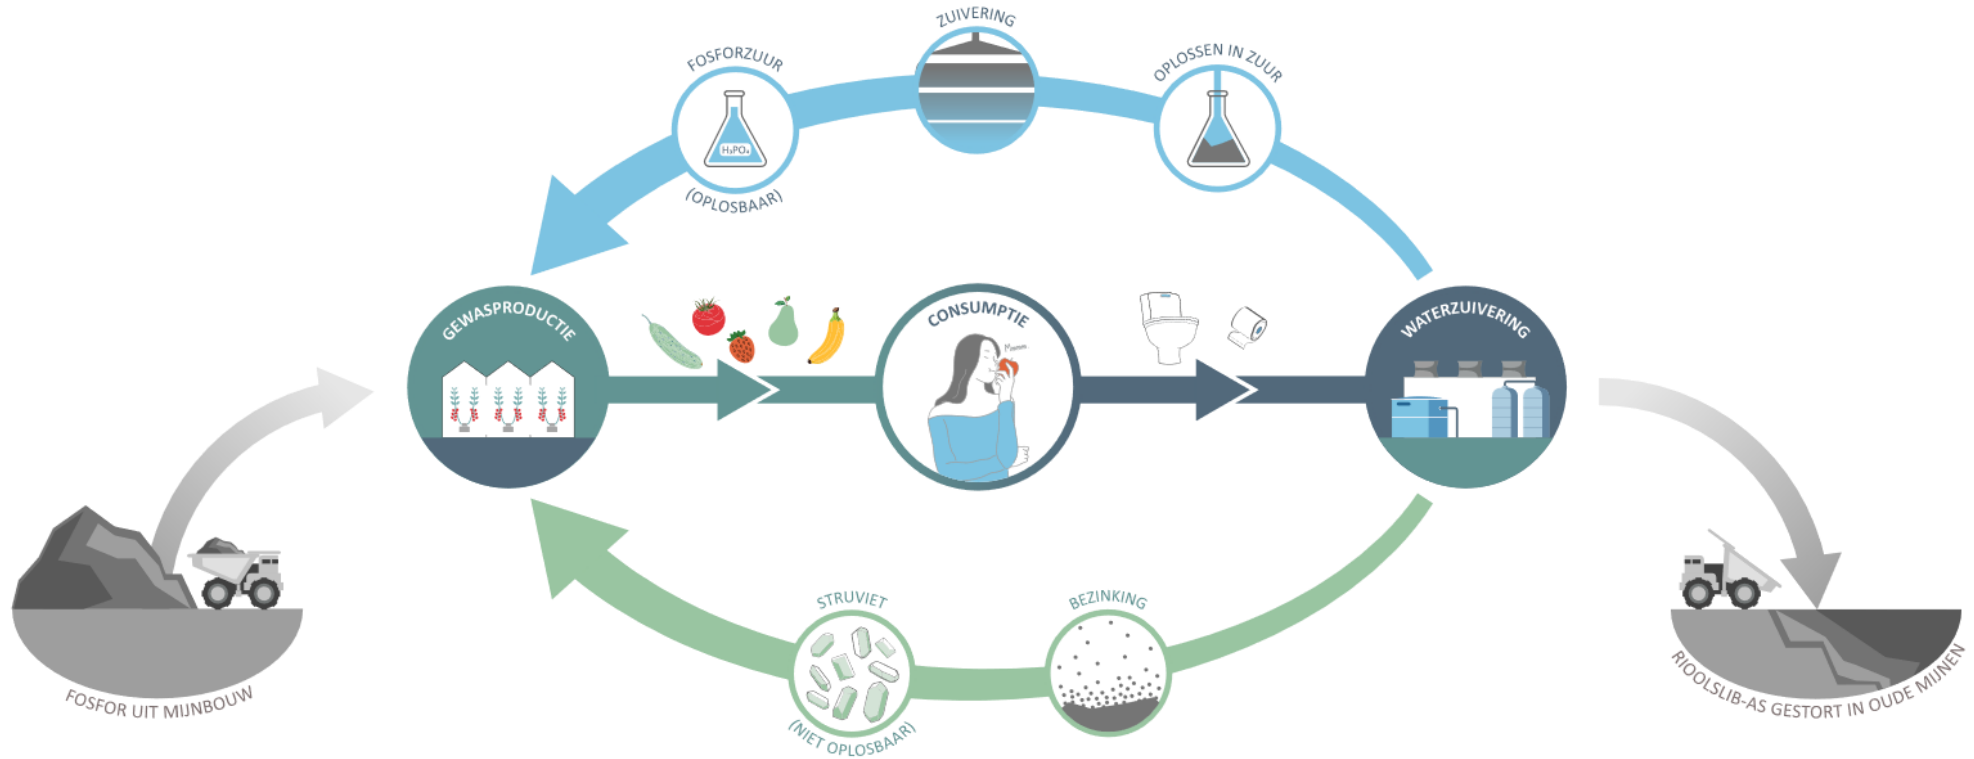 ZUIVERING
FOSFORZUUR
OPLOSSEN IN ZUUR
H₃PO₄
(OPLOSBAAR)
GEWASPRODUCTIE
CONSUMPTIE
Mmmm...
WATERZUIVERING
STRUVIET
BEZINKING
(NIET OPLOSBAAR)
FOSFOR UIT MIJNBOUW
RIOOLSLIB-AS GESTORT IN OUDE MIJNEN